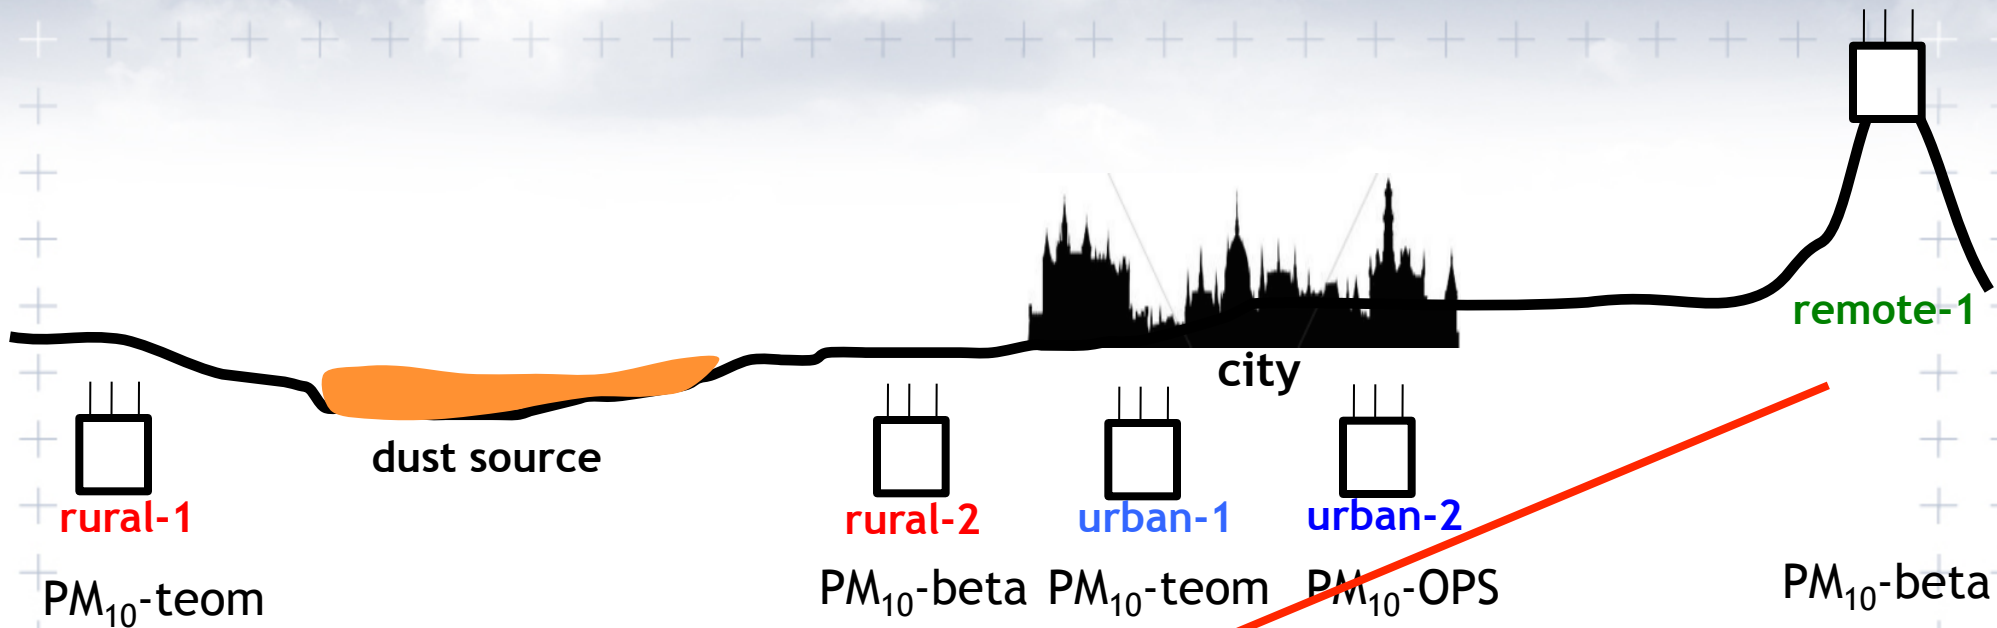 remote-1
city
dust source
rural-1
rural-2
urban-1
urban-2
PM10-teom
PM10-beta
PM10-teom
PM10-OPS
PM10-beta